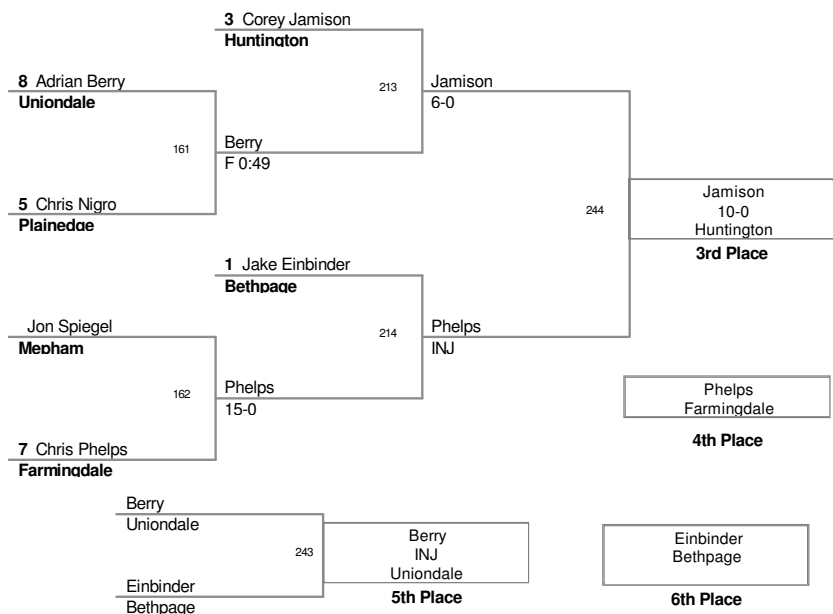 3 Corey Jamison
Huntington
8 Adrian Berry
Uniondale
213
Jamison
6-0
161
Berry
F 0:49
5 Chris Nigro
Plainedge
244
Jamison
10-0
Huntington
3rd Place
1 Jake Einbinder
Bethpage
Jon Spiegel
Mepham
214
Phelps
INJ
162
Phelps
15-0
Phelps
Farmingdale
4th Place
7 Chris Phelps
Farmingdale
Berry
Uniondale
243
Berry
INJ
Uniondale
5th Place
Einbinder
Bethpage
Einbinder
Bethpage
6th Place